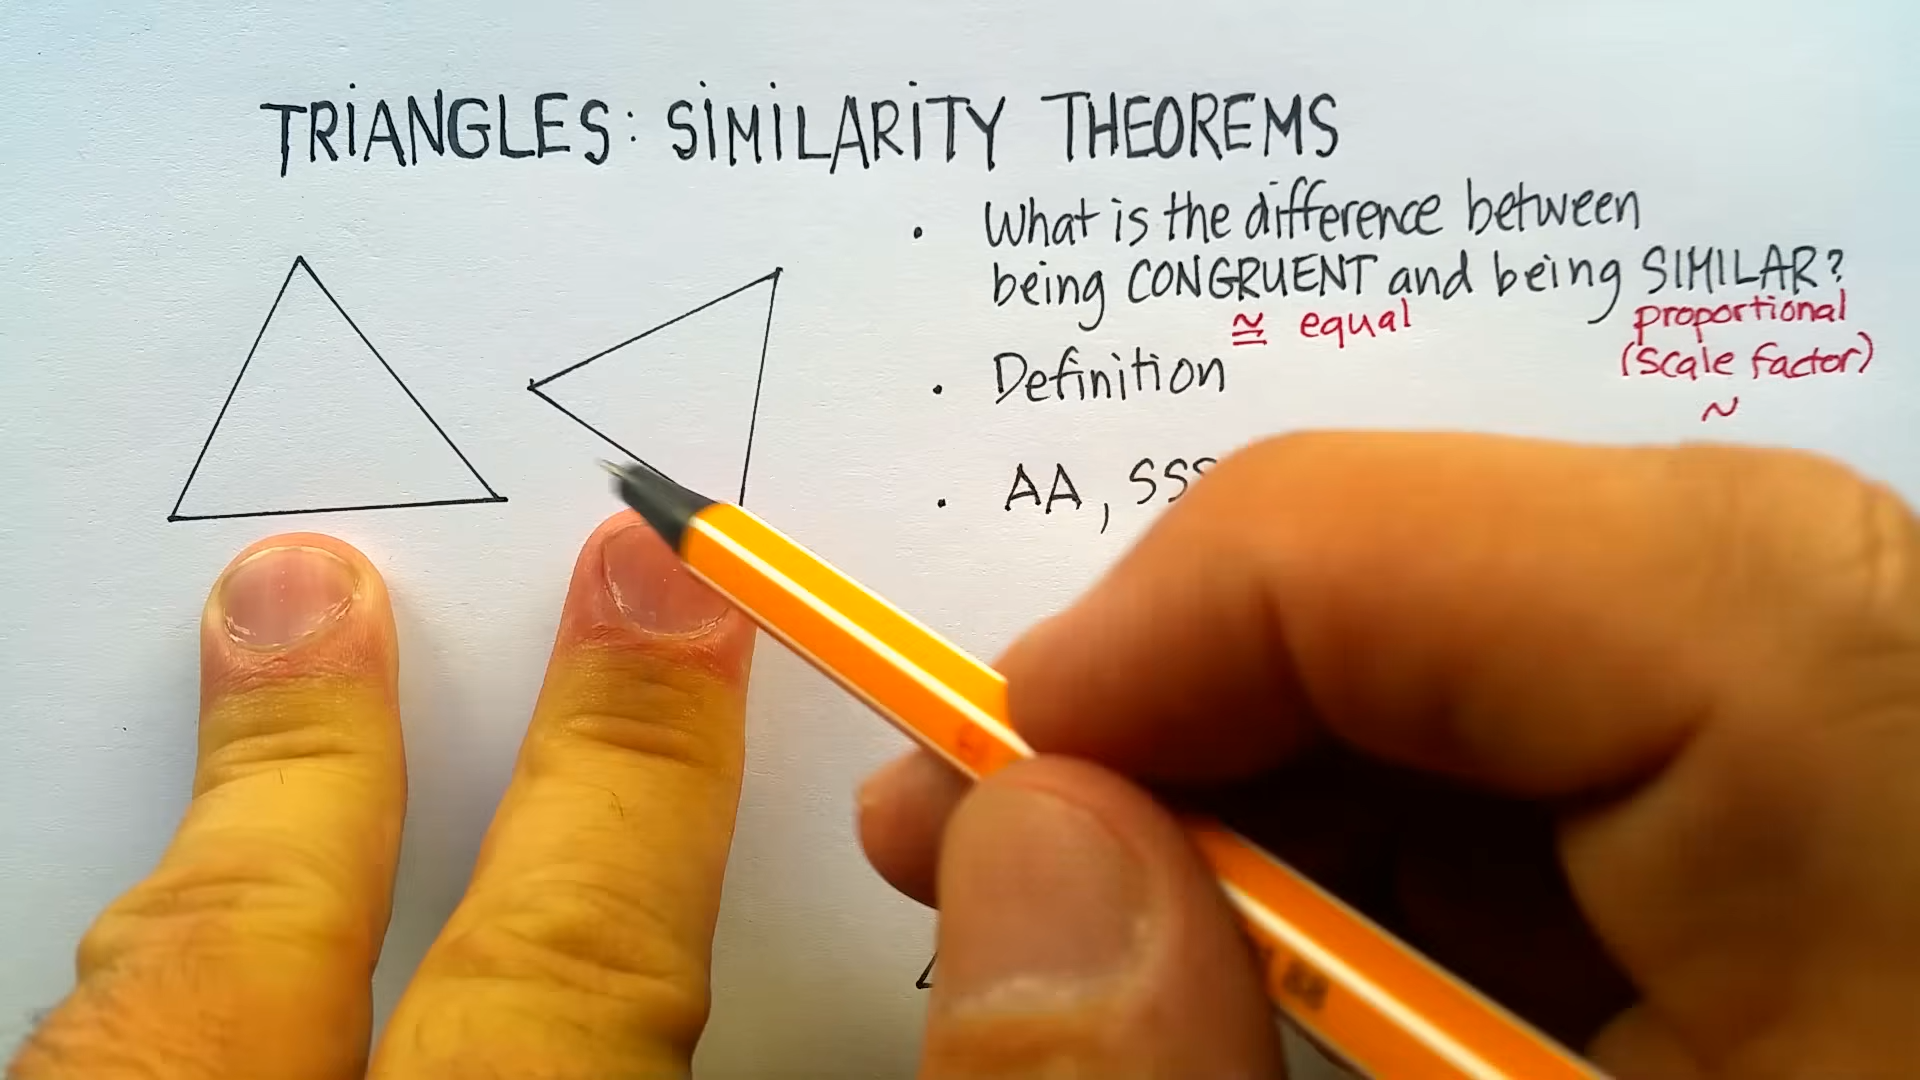 TRIANGLES: SIMILARITY THEOREMS
• What is the difference between
being CONGRUENT and being SIMILAR?
≅ equal
proportional
(scale factor)
~
• Definition
• AA, SSS